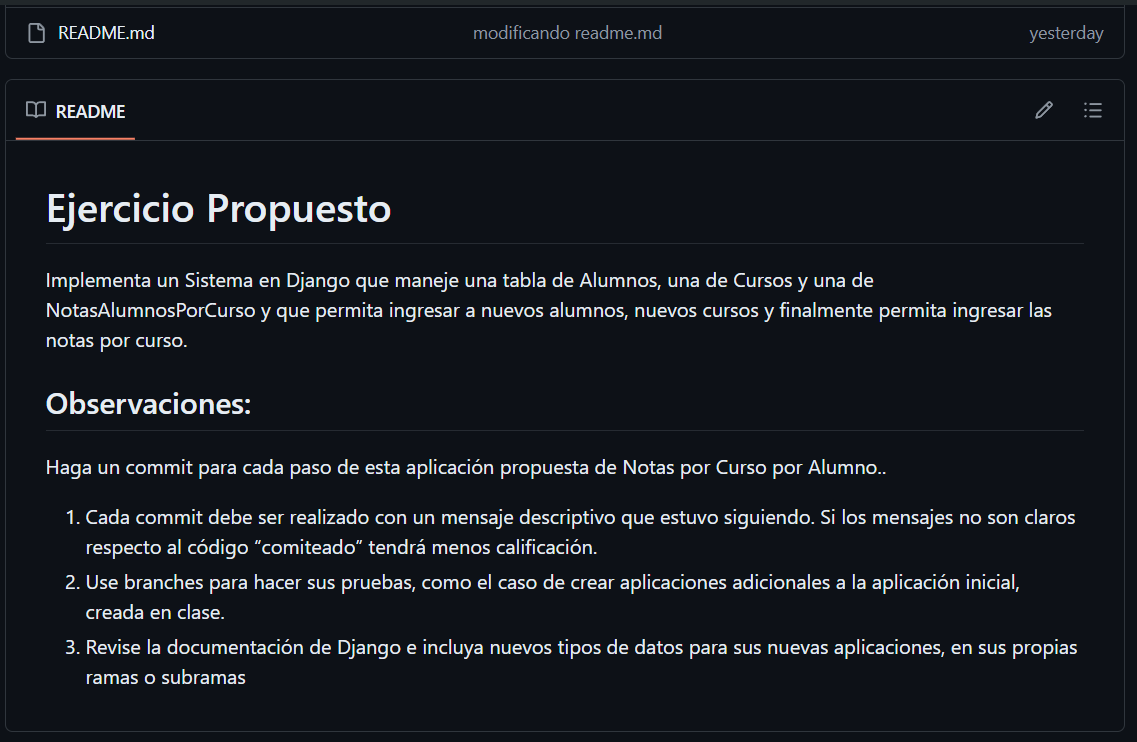 README.md modificando readme.md yesterday
README
Ejercicio Propuesto
Implementa un Sistema en Django que maneje una tabla de Alumnos, una de Cursos y una de
NotasAlumnosPorCurso y que permita ingresar a nuevos alumnos, nuevos cursos y finalmente permita ingresar las
notas por curso.
Observaciones:
Haga un commit para cada paso de esta aplicación propuesta de Notas por Curso por Alumno..
1. Cada commit debe ser realizado con un mensaje descriptivo que estuvo siguiendo. Si los mensajes no son claros
respecto al código “comiteado” tendrá menos calificación.
2. Use branches para hacer sus pruebas, como el caso de crear aplicaciones adicionales a la aplicación inicial,
creada en clase.
3. Revise la documentación de Django e incluya nuevos tipos de datos para sus nuevas aplicaciones, en sus propias
ramas o subramas